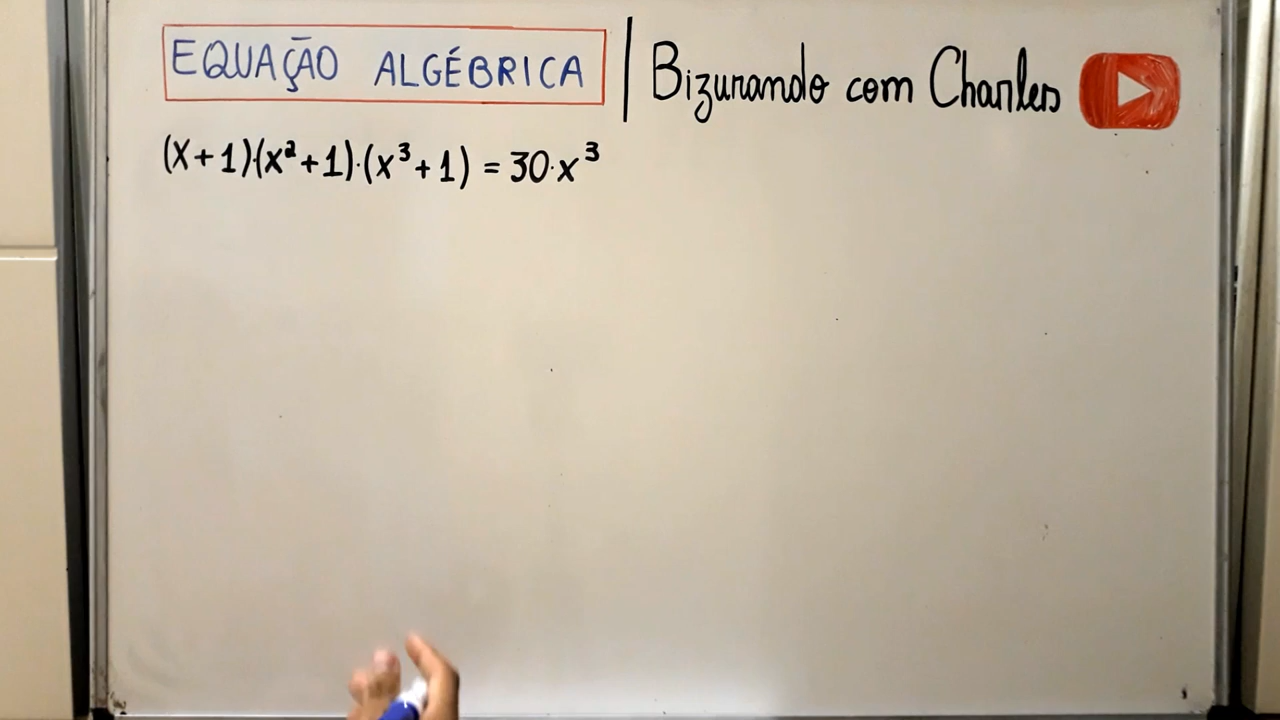 EQUAÇÃO ALGÉBRICA | Bizurando com Charles
(x+1)·(x²+1)·(x³+1) = 30·x³